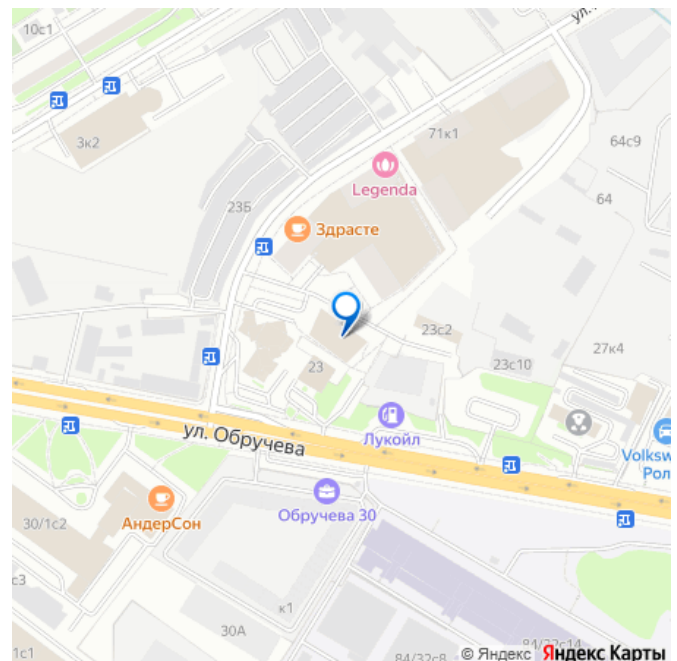 10с1
ул.
3к2
71к1
64с9
Legenda
64
23Б
Здрасте
23с2
27к4
23
23с10
Лукойл
ул. Обручева
Volksw
Рол
АндерСон
Обручева 30
30/1с2
с3
к1
30А
1с1
84/32с8
84/32с14
© Яндекс Яндекс Карты